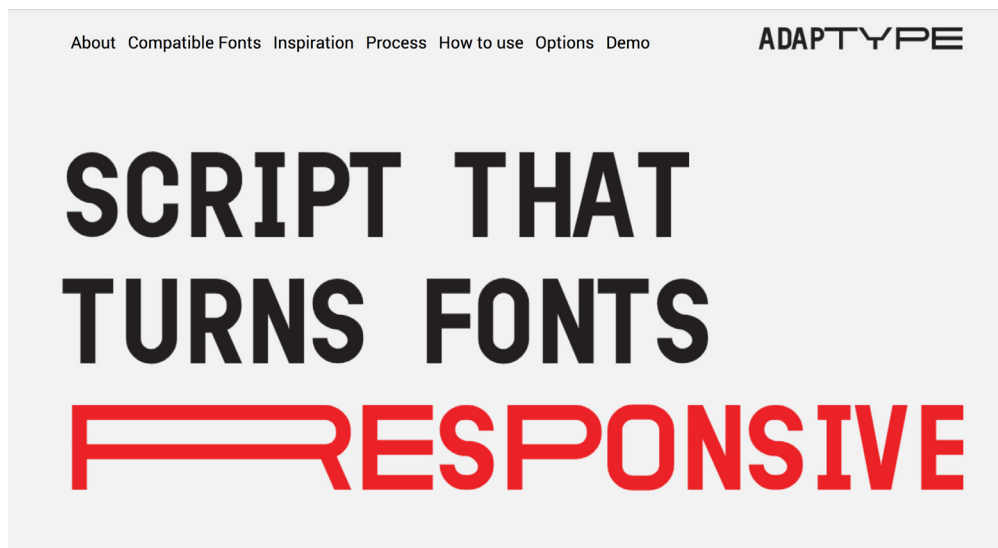 About Compatible Fonts Inspiration Process How to use Options Demo
ADAPTYPE
SCRIPT THAT
TURNS FONTS
RESPONSIVE